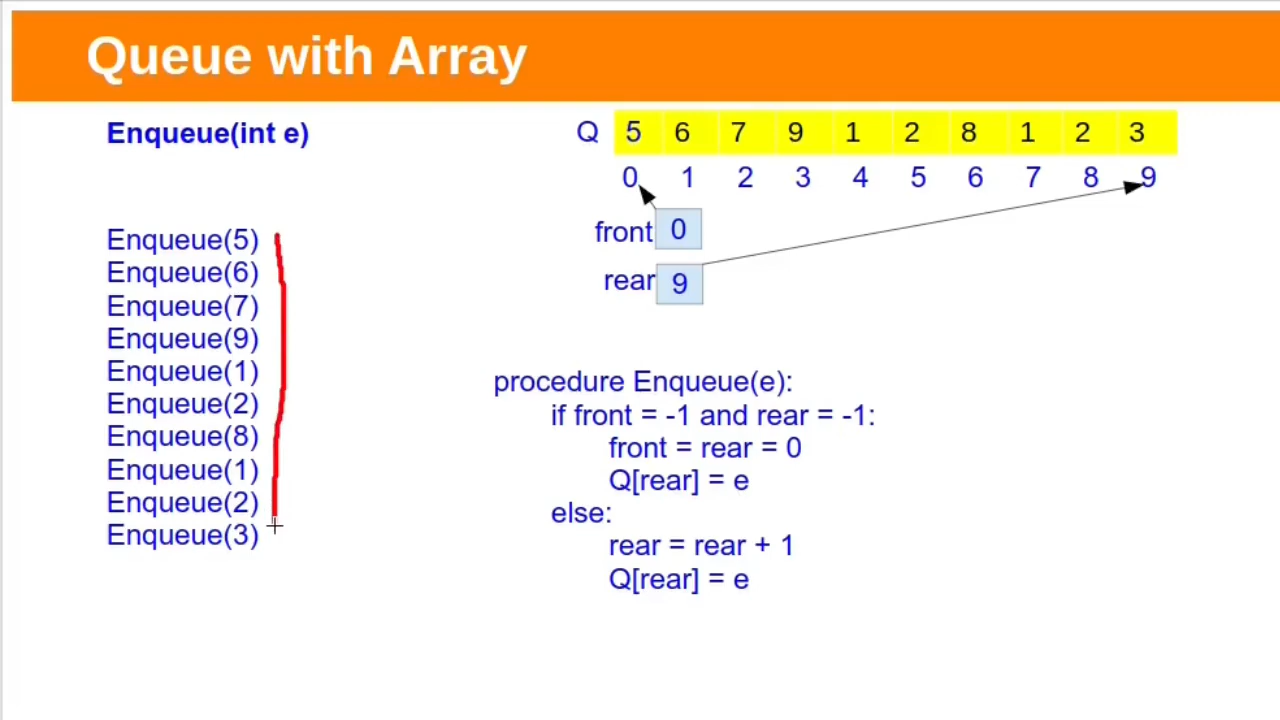 Queue with Array
Enqueue(int e)
Q 5 6 7 9 1 2 8 1 2 3
0 1 2 3 4 5 6 7 8 9
front 0
rear 9
Enqueue(5)
Enqueue(6)
Enqueue(7)
Enqueue(9)
Enqueue(1)
Enqueue(2)
Enqueue(8)
Enqueue(1)
Enqueue(2)
Enqueue(3)
procedure Enqueue(e):
if front = -1 and rear = -1:
front = rear = 0
Q[rear] = e
else:
rear = rear + 1
Q[rear] = e